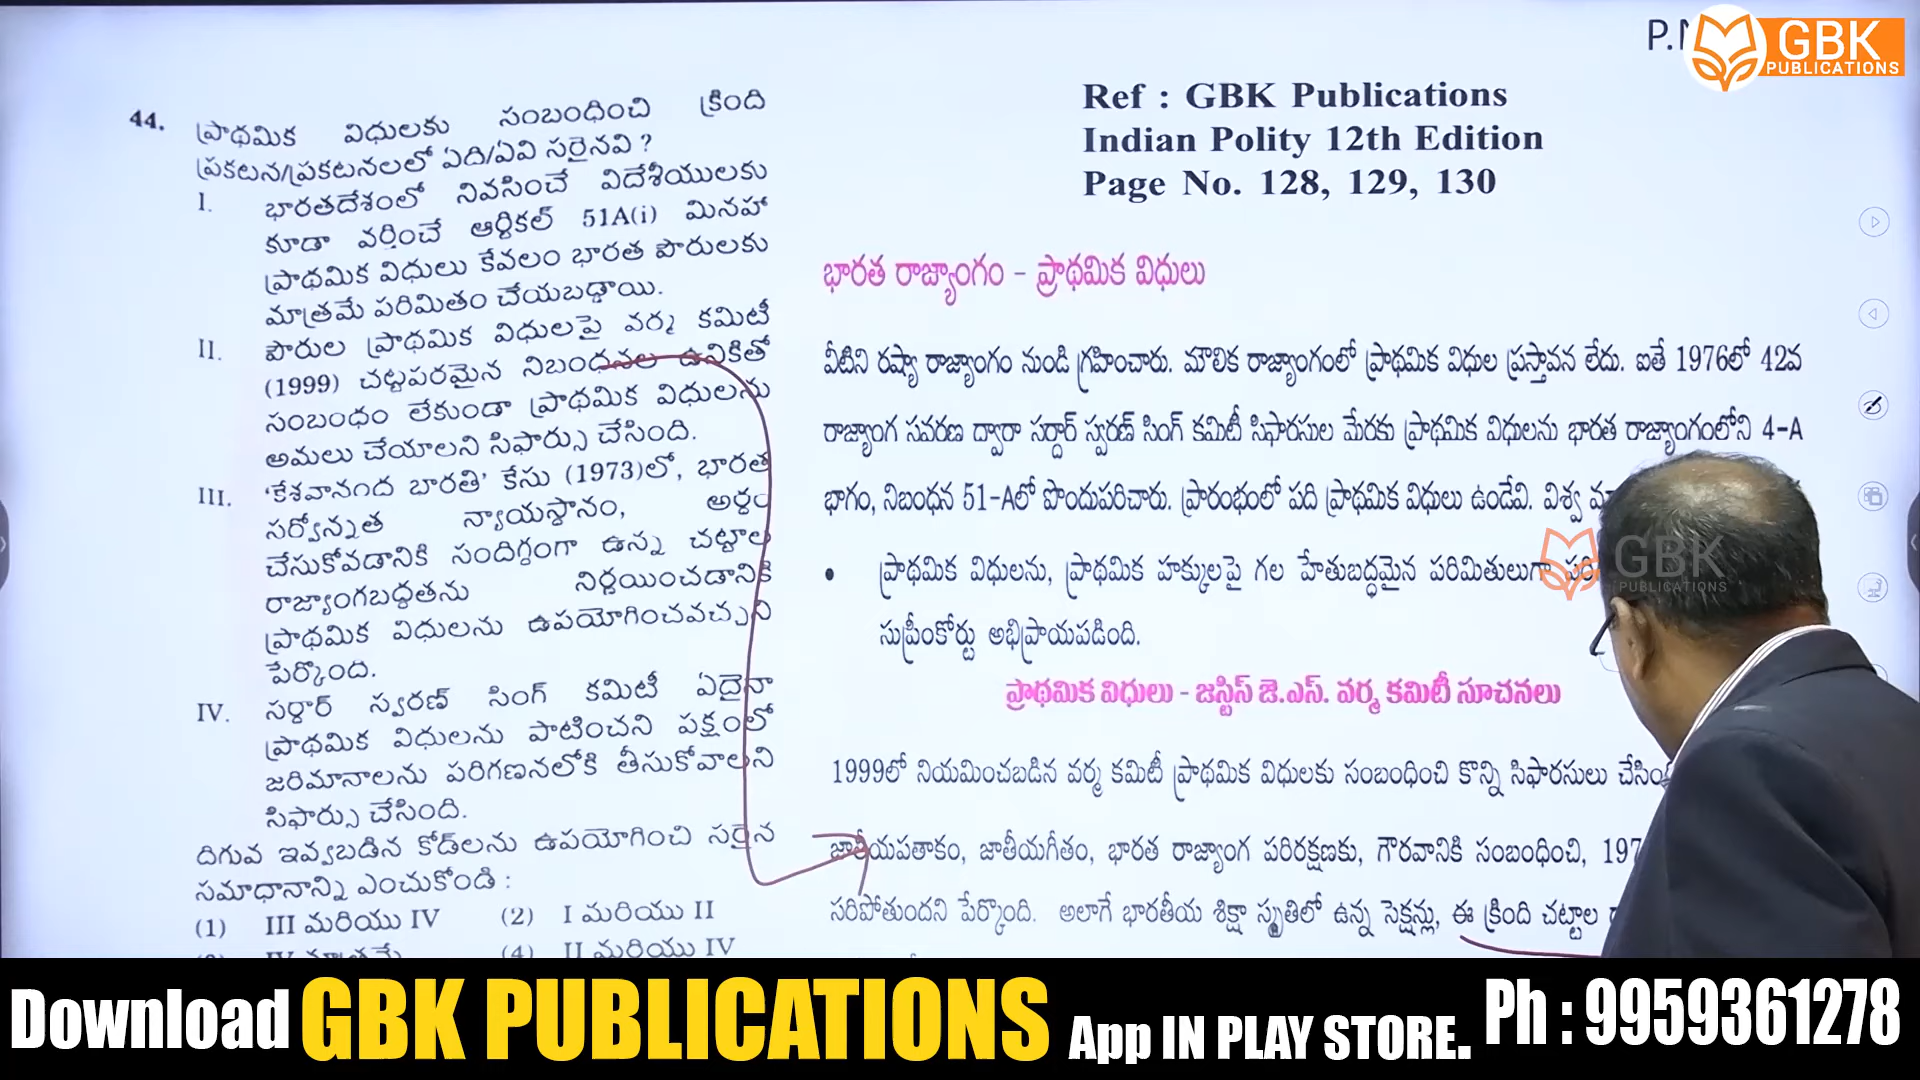 P.N
GBK
PUBLICATIONS
44. ప్రాథమిక విధులకు సంబంధించి క్రింది
ప్రకటన/ప్రకటనలలో ఏది/ఏవి సరైనవి ?
I. భారతదేశంలో నివసించే విదేశీయులకు
కూడా వర్తించే ఆర్టికల్ 51A(i) మినహా
ప్రాథమిక విధులు కేవలం భారత పౌరులకు
మాత్రమే పరిమితం చేయబడ్డాయి.
II. పౌరుల ప్రాథమిక విధులపై వర్మ కమిటీ
(1999) చట్టపరమైన నిబంధనల ఉనికితో
సంబంధం లేకుండా ప్రాథమిక విధులను
అమలు చేయాలని సిఫార్సు చేసింది.
III. 'కేశవానంద భారతి' కేసు (1973)లో, భారత
సర్వోన్నత న్యాయస్థానం, అర్థం
చేసుకోవడానికి సందిగ్ధంగా ఉన్న చట్టాల
రాజ్యాంగబద్ధతను నిర్ణయించడానికి
ప్రాథమిక విధులను ఉపయోగించవచ్చని
పేర్కొంది.
IV. సర్దార్ స్వరణ్ సింగ్ కమిటీ ఏదైనా
ప్రాథమిక విధులను పాటించని పక్షంలో
జరిమానాలను పరిగణనలోకి తీసుకోవాలని
సిఫార్సు చేసింది.
దిగువ ఇవ్వబడిన కోడ్‌లను ఉపయోగించి సరైన
సమాధానాన్ని ఎంచుకోండి :
(1) III మరియు IV (2) I మరియు II
IV మాత్రమే (4) II మరియు IV
Ref : GBK Publications
Indian Polity 12th Edition
Page No. 128, 129, 130
భారత రాజ్యాంగం - ప్రాథమిక విధులు
వీటిని రష్యా రాజ్యాంగం నుండి గ్రహించారు. మౌలిక రాజ్యాంగంలో ప్రాథమిక విధుల ప్రస్తావన లేదు. ఐతే 1976లో 42వ
రాజ్యాంగ సవరణ ద్వారా సర్దార్ స్వరణ్ సింగ్ కమిటీ సిఫారసుల మేరకు ప్రాథమిక విధులను భారత రాజ్యాంగంలోని 4-A
భాగం, నిబంధన 51-Aలో పొందుపరిచారు. ప్రారంభంలో పది ప్రాథమిక విధులు ఉండేవి. విశ్వ
• ప్రాథమిక విధులను, ప్రాథమిక హక్కులపై గల హేతుబద్ధమైన పరిమితులుగా
సుప్రీంకోర్టు అభిప్రాయపడింది.
GBK
PUBLICATIONS
ప్రాథమిక విధులు - జస్టిస్ జె.ఎస్. వర్మ కమిటీ సూచనలు
1999లో నియమించబడిన వర్మ కమిటీ ప్రాథమిక విధులకు సంబంధించి కొన్ని సిఫారసులు
జాతీయపతాకం, జాతీయగీతం, భారత రాజ్యాంగ పరిరక్షణకు, గౌరవానికి సంబంధించి, 197
సరిపోతుందని పేర్కొంది. అలాగే భారతీయ శిక్షా స్మృతిలో ఉన్న సెక్షన్లు, ఈ క్రింది చట్టాల
Download GBK PUBLICATIONS App IN PLAY STORE. Ph : 9959361278